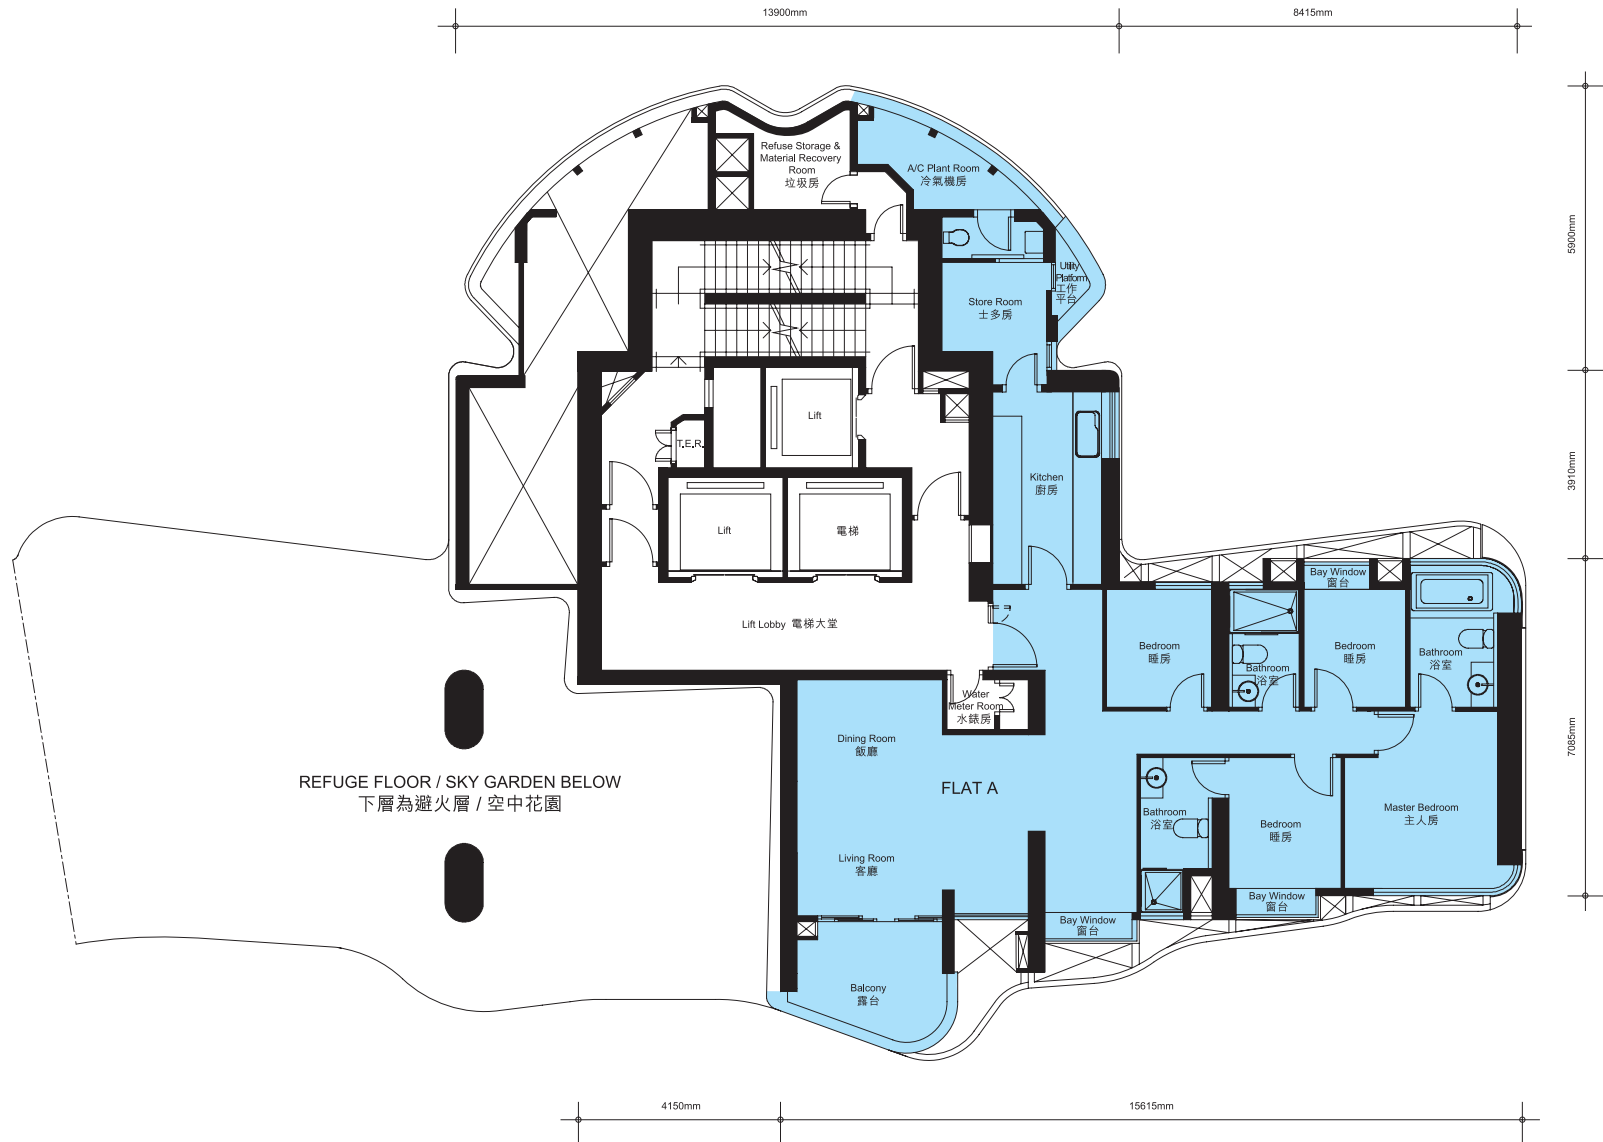 13900mm
8415mm
Refuse Storage &
Material Recovery
Room
垃圾房
A/C Plant Room
冷氣機房
5900mm
Utility
Platform
工作
平台
Store Room
士多房
Lift
T.E.R.
3910mm
Kitchen
廚房
Lift
電梯
Bay Window
窗台
Lift Lobby 電梯大堂
Bedroom
睡房
Bathroom
浴室
Bedroom
睡房
Bathroom
浴室
Water
Meter Room
水錶房
7085mm
Dining Room
飯廳
REFUGE FLOOR / SKY GARDEN BELOW
下層為避火層 / 空中花園
FLAT A
Bathroom
浴室
Bedroom
睡房
Master Bedroom
主人房
Living Room
客廳
Bay Window
窗台
Bay Window
窗台
Balcony
露台
4150mm
15615mm